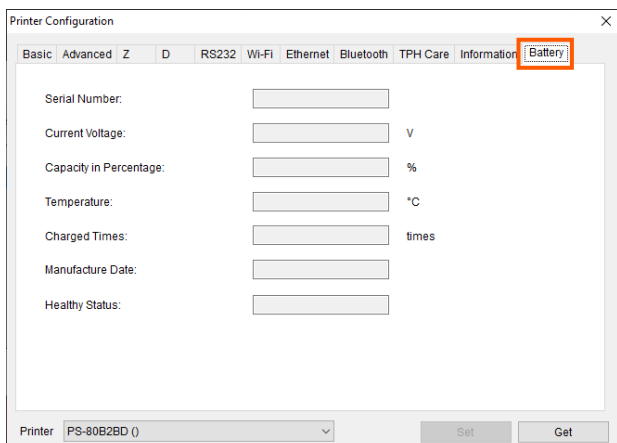 Printer Configuration
Basic Advanced Z D RS232 Wi-Fi Ethernet Bluetooth TPH Care Information Battery
Serial Number:
Current Voltage: V
Capacity in Percentage: %
Temperature: °C
Charged Times: times
Manufacture Date:
Healthy Status:
Printer PS-80B2BD () Set Get